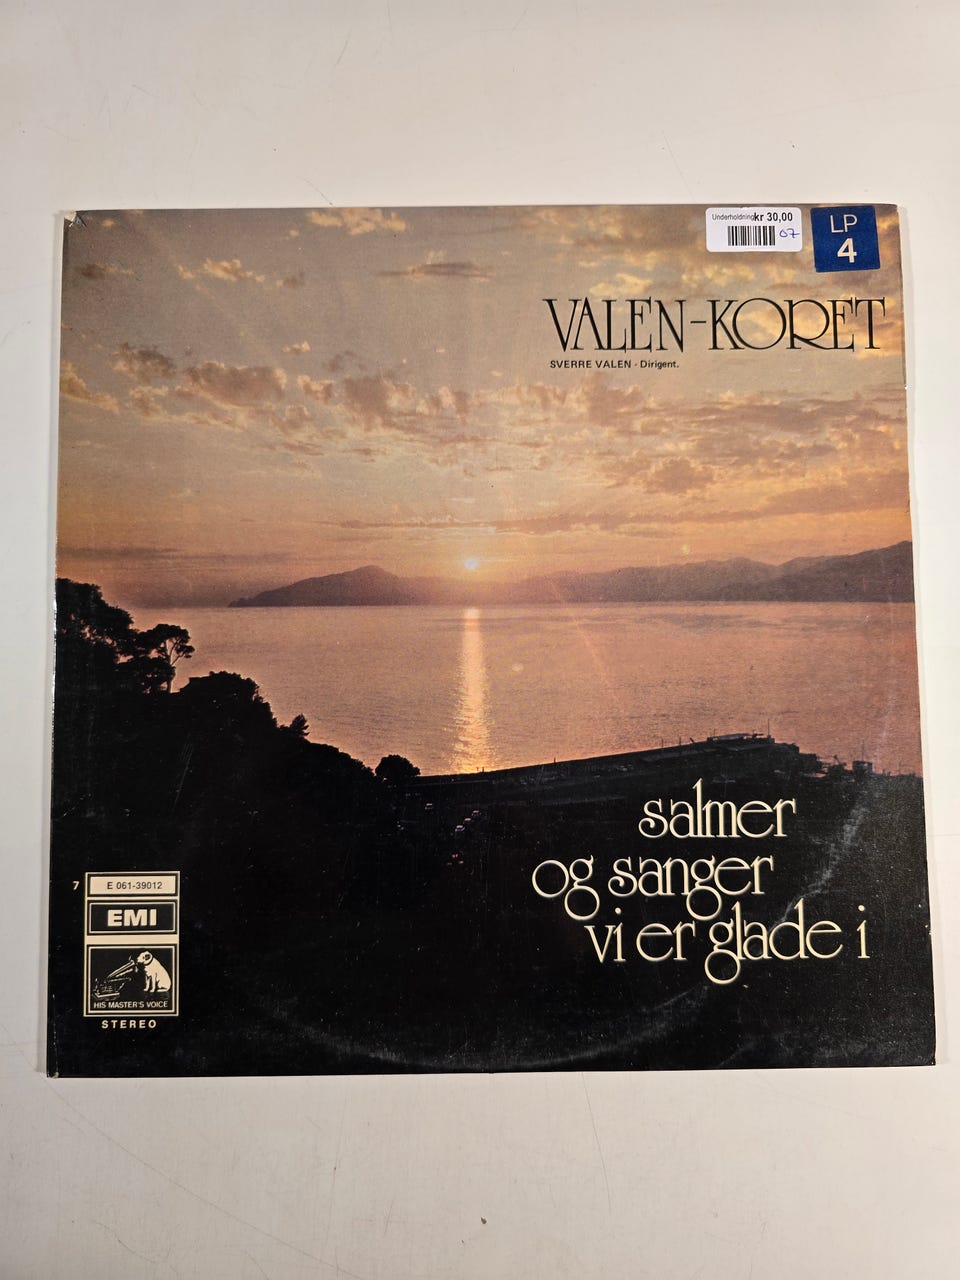 Underholdning kr 30,00
07
LP
4
VALEN-KORET
SVERRE VALEN - Dirigent.
salmer
og sanger
vi er glade i
7
E 061-39012
EMI
HIS MASTER'S VOICE
STEREO